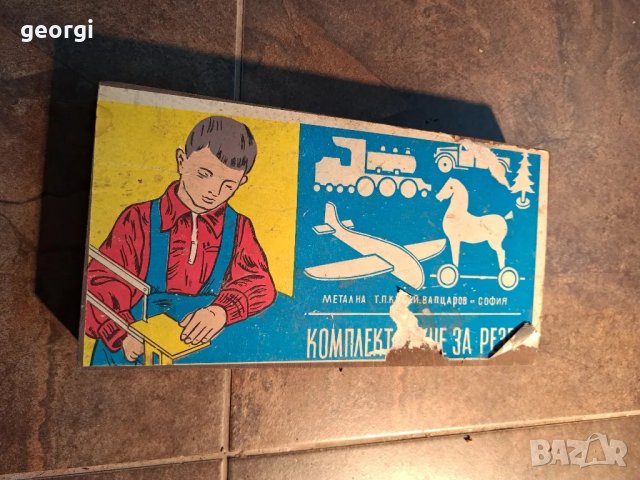 georgi
МЕТАЛНА Т.П.К. Й. ВАПЦАРОВ - СОФИЯ
КОМПЛЕКТ ЗА
BAZAR